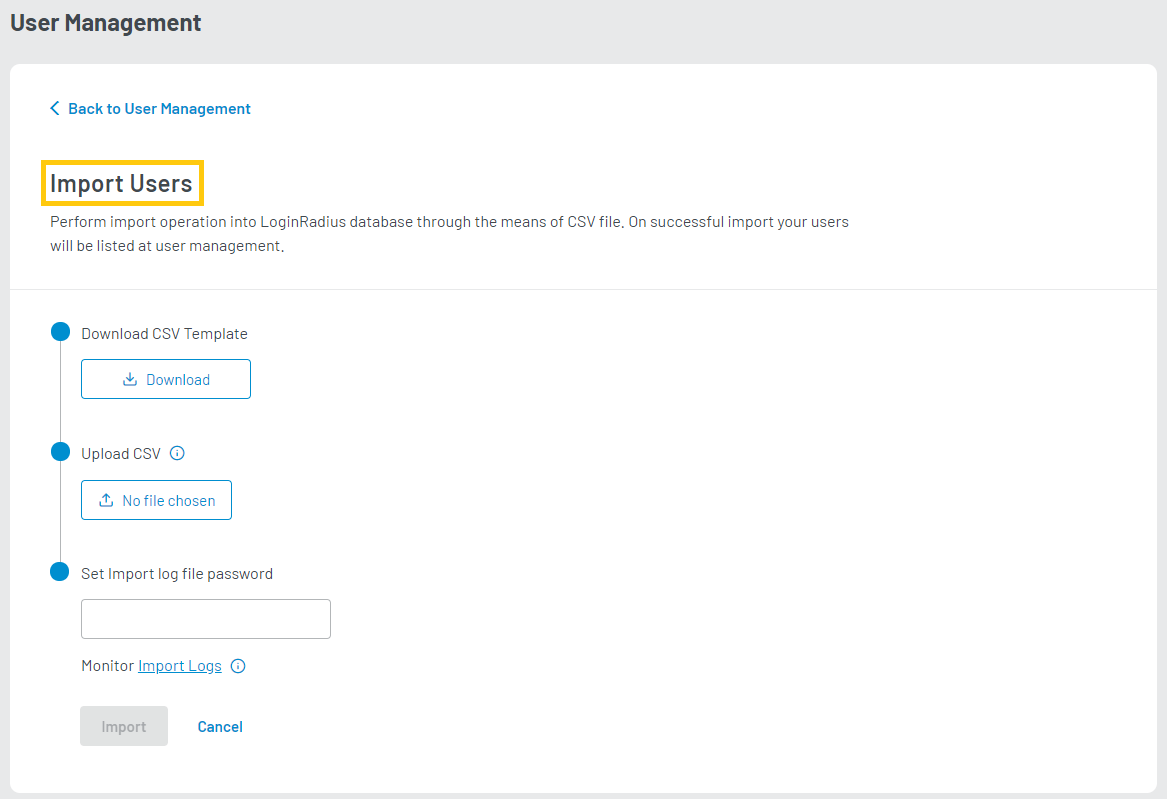 User Management
Back to User Management
Import Users
Perform import operation into LoginRadius database through the means of CSV file. On successful import your users
will be listed at user management.
Download CSV Template
Download
Upload CSV
No file chosen
Set Import log file password
Monitor Import Logs
Import Cancel